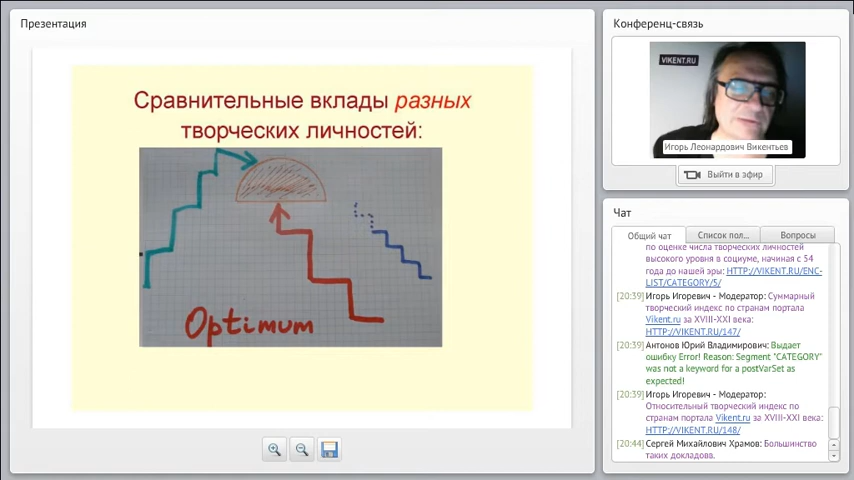 Презентация
Сравнительные вклады разных
творческих личностей:
Optimum
Конференц-связь
VIKENT.RU
Игорь Леонардович Викентьев
Выйти в эфир
Чат
Общий чат
Список пол...
Вопросы
по оценке числа творческих личностей
высокого уровня в социуме, начиная с 54
года до нашей эры: HTTP://VIKENT.RU/ENC-
LIST/CATEGORY/5/
[20:39] Игорь Игоревич - Модератор: Суммарный
творческий индекс по странам портала
Vikent.ru за XVIII-XXI века:
HTTP://VIKENT.RU/147/
[20:39] Антонов Юрий Владимирович: Выдает
ошибку Error! Reason: Segment "CATEGORY"
was not a keyword for a postVarSet as
expected!
[20:39] Игорь Игоревич - Модератор:
Относительный творческий индекс по
странам портала Vikent.ru за XVIII-XXI века:
HTTP://VIKENT.RU/148/
[20:44] Сергей Михайлович Храмов: Большинство
таких докладовв.